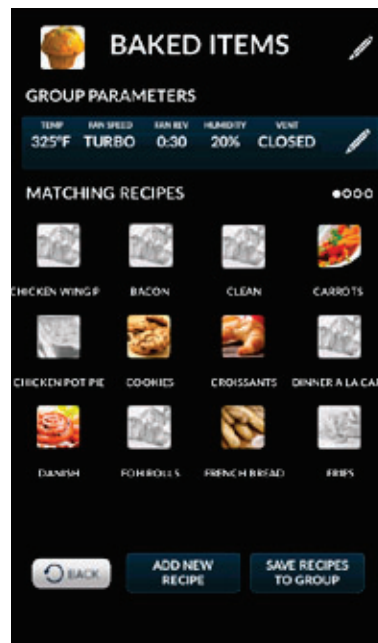 BAKED ITEMS
GROUP PARAMETERS
TEMP FAN SPEED FAN REV HUMIDITY VENT
325°F TURBO 0:30 20% CLOSED
MATCHING RECIPES
CHICKEN WING P BACON CLEAN CARROTS
CHICKEN POT PIE COOKIES CROISSANTS DINNER A LA CAR
DANISH FOH ROLLS FRENCH BREAD FRIES
BACK
ADD NEW
RECIPE
SAVE RECIPES
TO GROUP